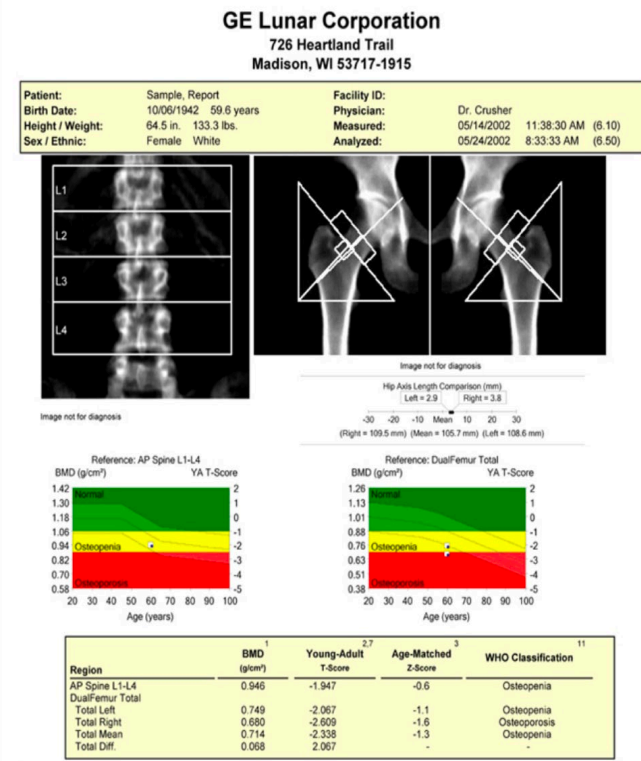 GE Lunar Corporation
726 Heartland Trail
Madison, WI 53717-1915
Patient: Sample, Report Facility ID:
Birth Date: 10/06/1942 59.6 years Physician: Dr. Crusher
Height / Weight: 64.5 in. 133.3 lbs. Measured: 05/14/2002 11:38:30 AM (6.10)
Sex / Ethnic: Female White Analyzed: 05/24/2002 8:33:33 AM (6.50)
L1
L2
L3
L4
Image not for diagnosis
Image not for diagnosis
Hip Axis Length Comparison (mm)
Left = 2.9 Right = 3.8
-30 -20 -10 Mean 10 20 30
(Right = 109.5 mm) (Mean = 105.7 mm) (Left = 108.6 mm)
Reference: AP Spine L1-L4
BMD (g/cm²) YA T-Score
1.42 Normal 2
1.30 1
1.18 0
1.06 -1
0.94 Osteopenia -2
0.82 -3
0.70 Osteoporosis -4
0.58 -5
20 30 40 50 60 70 80 90 100
Age (years)
Reference: DualFemur Total
BMD (g/cm²) YA T-Score
1.26 Normal 2
1.13 1
1.01 0
0.88 -1
0.76 Osteopenia -2
0.63 -3
0.51 Osteoporosis -4
0.38 -5
20 30 40 50 60 70 80 90 100
Age (years)
1 2,7 3 11
BMD Young-Adult Age-Matched WHO Classification
Region (g/cm²) T-Score Z-Score
AP Spine L1-L4 0.946 -1.947 -0.6 Osteopenia
DualFemur Total
Total Left 0.749 -2.067 -1.1 Osteopenia
Total Right 0.680 -2.609 -1.6 Osteoporosis
Total Mean 0.714 -2.338 -1.3 Osteopenia
Total Diff. 0.068 2.067 - -